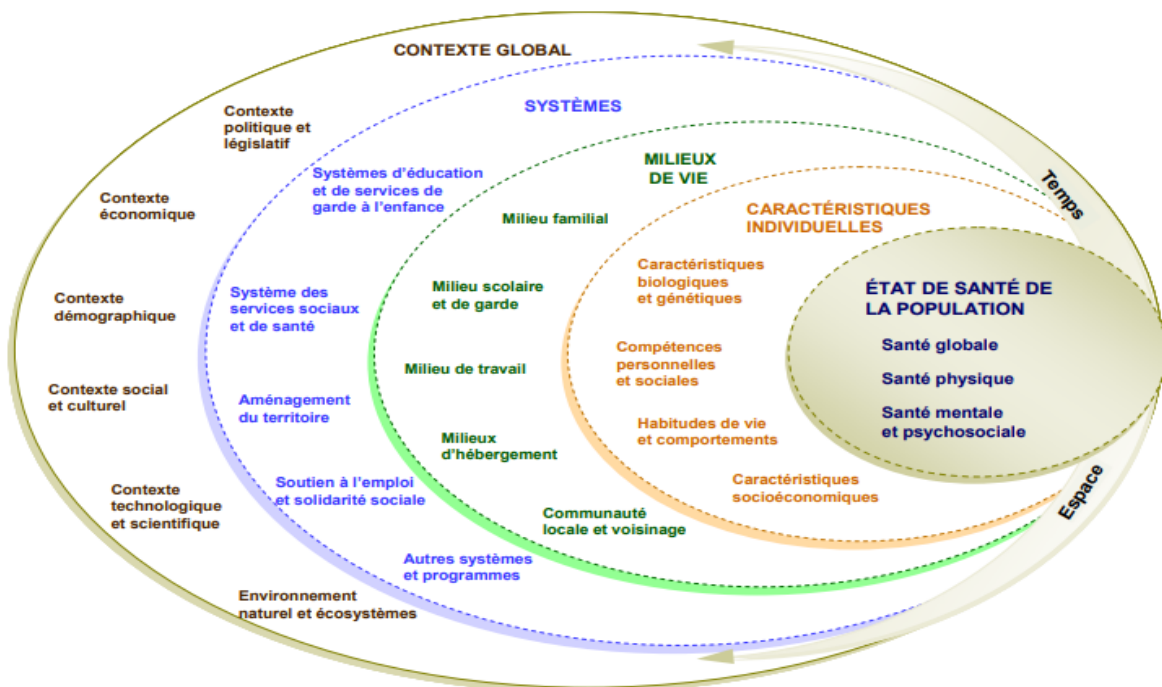 CONTEXTE GLOBAL
Contexte
politique et
législatif
Contexte
économique
Contexte
démographique
Contexte social
et culturel
Contexte
technologique
et scientifique
Environnement
naturel et écosystèmes
SYSTÈMES
Systèmes d'éducation
et de services de
garde à l'enfance
Système des
services sociaux
et de santé
Aménagement
du territoire
Soutien à l'emploi
et solidarité sociale
Autres systèmes
et programmes
MILIEUX
DE VIE
Milieu familial
Milieu scolaire
et de garde
Milieu de travail
Milieux
d'hébergement
Communauté
locale et voisinage
CARACTÉRISTIQUES
INDIVIDUELLES
Caractéristiques
biologiques
et génétiques
Compétences
personnelles
et sociales
Habitudes de vie
et comportements
Caractéristiques
socioéconomiques
ÉTAT DE SANTÉ DE
LA POPULATION
Santé globale
Santé physique
Santé mentale
et psychosociale
Temps
Espace